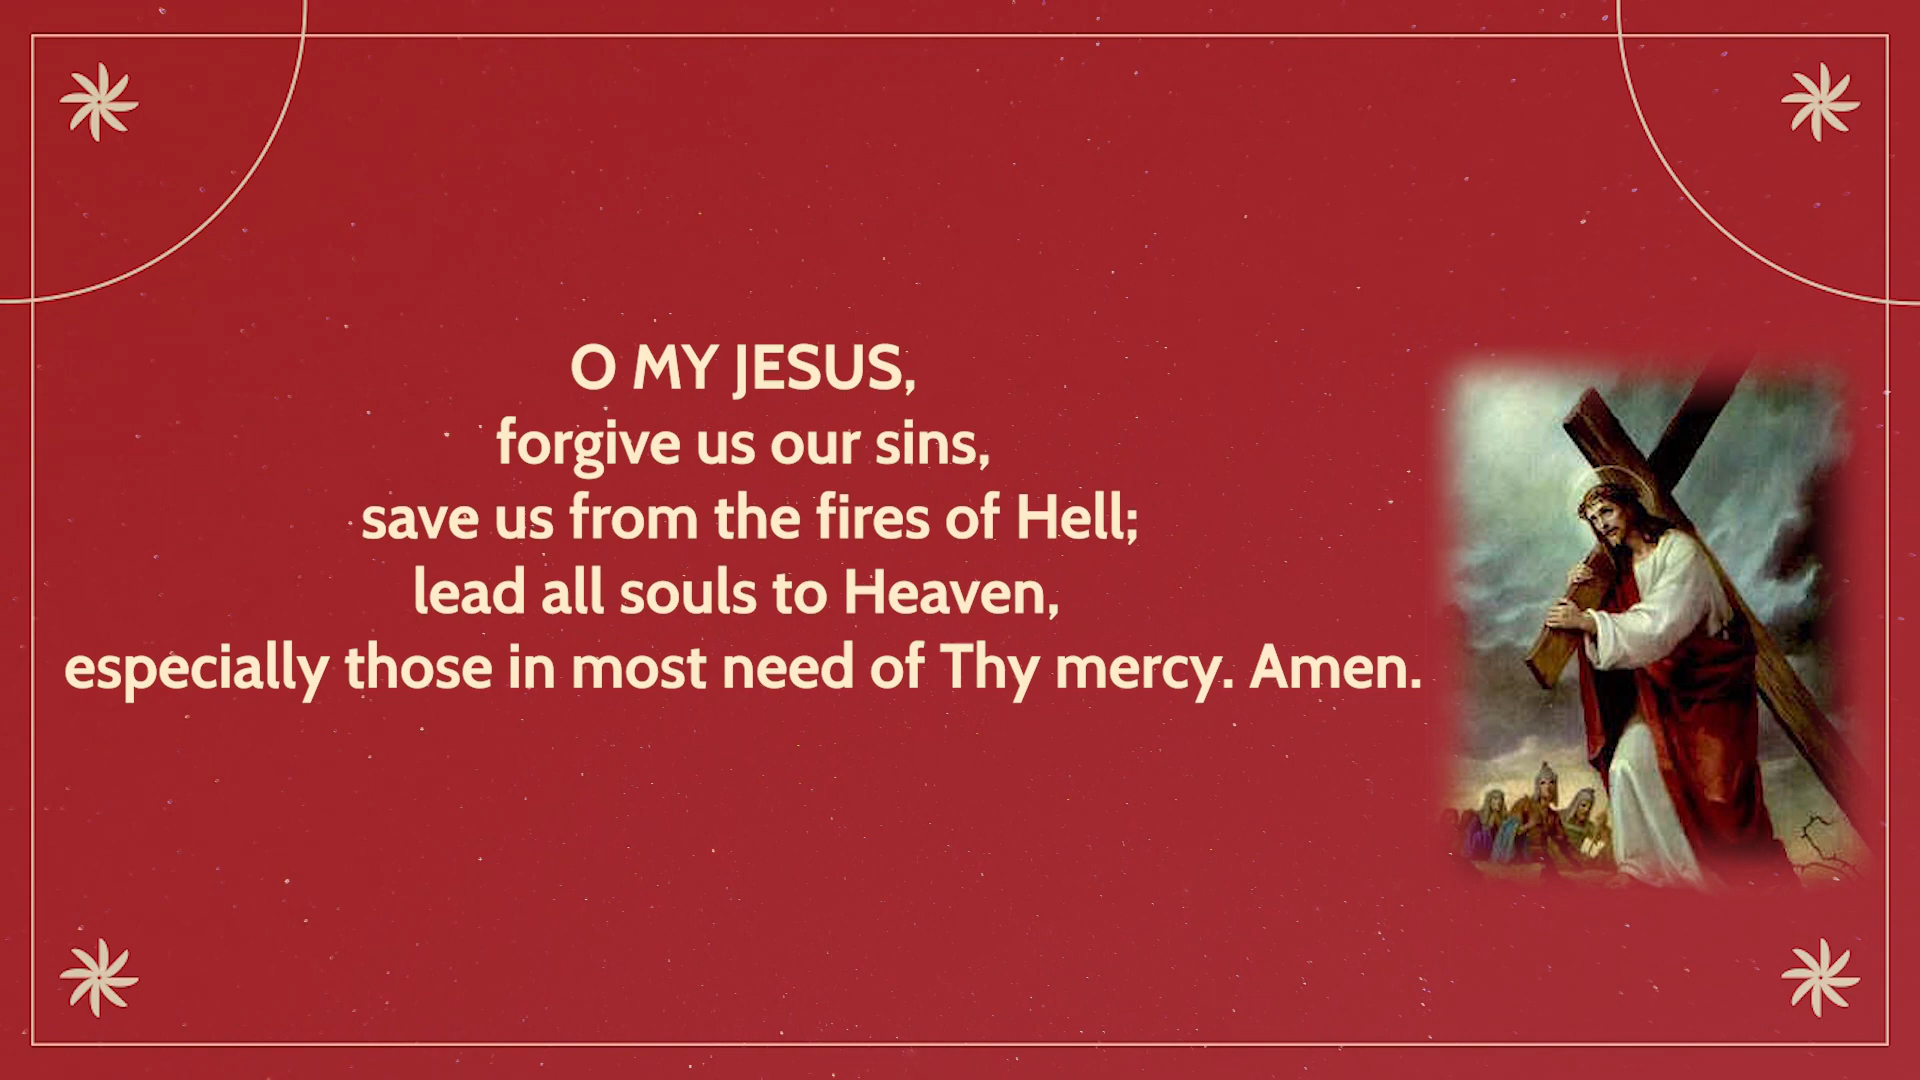 O MY JESUS,
forgive us our sins,
save us from the fires of Hell;
lead all souls to Heaven,
especially those in most need of Thy mercy. Amen.